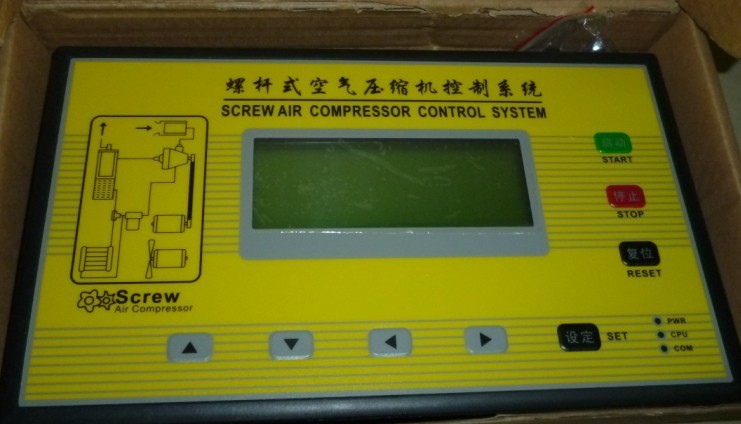 螺杆式空气压缩机控制系统
SCREW AIR COMPRESSOR CONTROL SYSTEM
启动
START
停止
STOP
复位
RESET
Screw
Air Compressor
设定 SET
PWR
CPU
COM